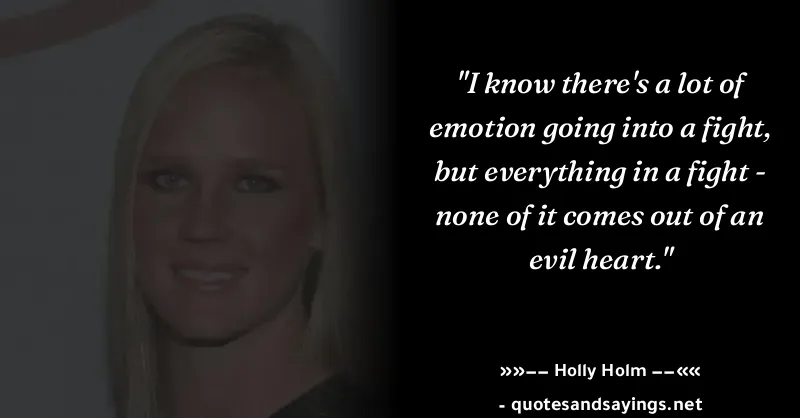 "I know there's a lot of
emotion going into a fight,
but everything in a fight -
none of it comes out of an
evil heart."
»»−− Holly Holm −−««
- quotesandsayings.net